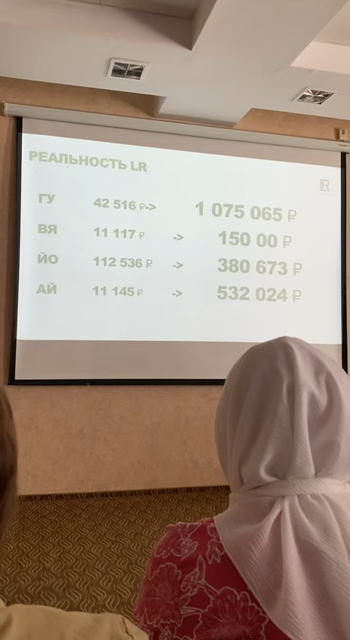 РЕАЛЬНОСТЬ LR
LR
ГУ 42 516 ₽-> 1 075 065 ₽
ВЯ 11 117 ₽ -> 150 00 ₽
ЙО 112 536 ₽ -> 380 673 ₽
АЙ 11 145 ₽ -> 532 024 ₽